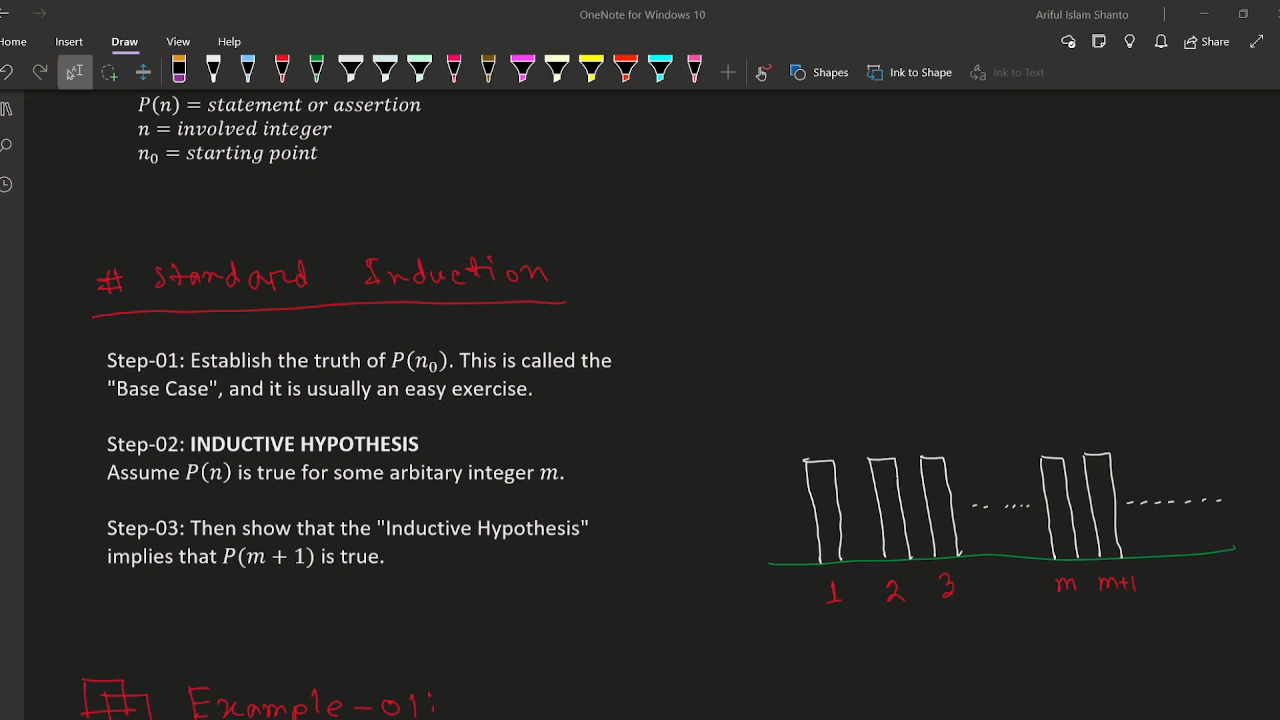 OneNote for Windows 10
Ariful Islam Shanto
Home Insert Draw View Help
Share
Shapes Ink to Shape Ink to Text
P(n) = statement or assertion
n = involved integer
n₀ = starting point
# Standard Induction
Step-01: Establish the truth of P(n₀). This is called the
"Base Case", and it is usually an easy exercise.
Step-02: INDUCTIVE HYPOTHESIS
Assume P(n) is true for some arbitary integer m.
Step-03: Then show that the "Inductive Hypothesis"
implies that P(m + 1) is true.
1 2 3 m m+1
Example-01: